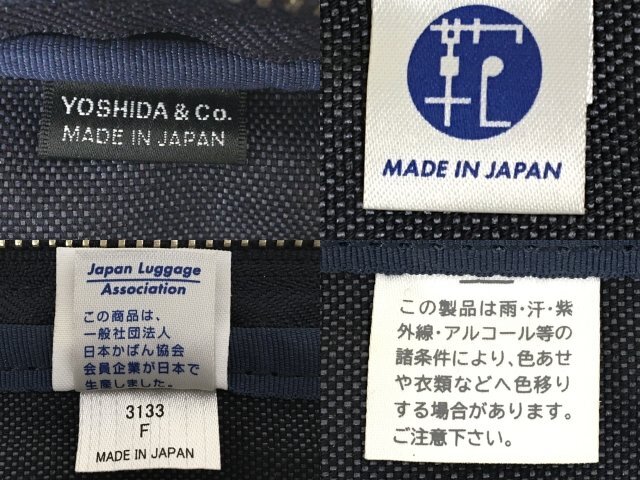 YOSHIDA & Co.
MADE IN JAPAN
MADE IN JAPAN
Japan Luggage
Association
この商品は、
一般社団法人
日本かばん協会
会員企業が日本で
生産しました。
3133
F
MADE IN JAPAN
この製品は雨・汗・紫
外線・アルコール等の
諸条件により、色あせ
や衣類などへ色移り
する場合があります。
ご注意下さい。